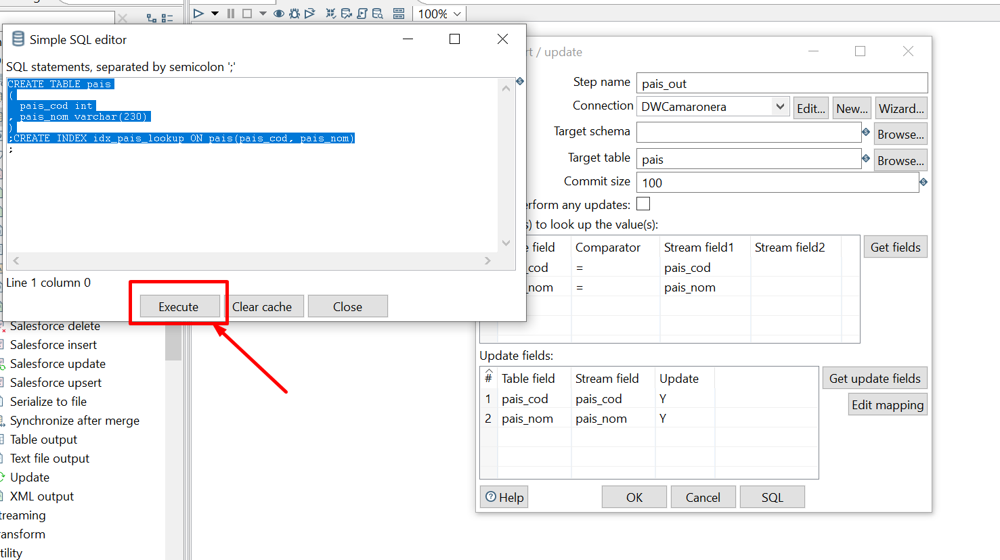 100%
Simple SQL editor
SQL statements, separated by semicolon ';'
CREATE TABLE pais
(
  pais_cod int
, pais_nom varchar(230)
)
;CREATE INDEX idx_pais_lookup ON pais(pais_cod, pais_nom)
;
Line 1 column 0
Execute Clear cache Close
/ update
Step name pais_out
Connection DWCamaronera Edit... New... Wizard...
Target schema Browse...
Target table pais Browse...
Commit size 100
any updates:
to look up the value(s):
field Comparator Stream field1 Stream field2 Get fields
_cod = pais_cod
_nom = pais_nom
Update fields:
# Table field Stream field Update Get update fields
1 pais_cod pais_cod Y
2 pais_nom pais_nom Y
Edit mapping
Help OK Cancel SQL
Salesforce delete
Salesforce insert
Salesforce update
Salesforce upsert
Serialize to file
Synchronize after merge
Table output
Text file output
Update
XML output
treaming
ransform
tility